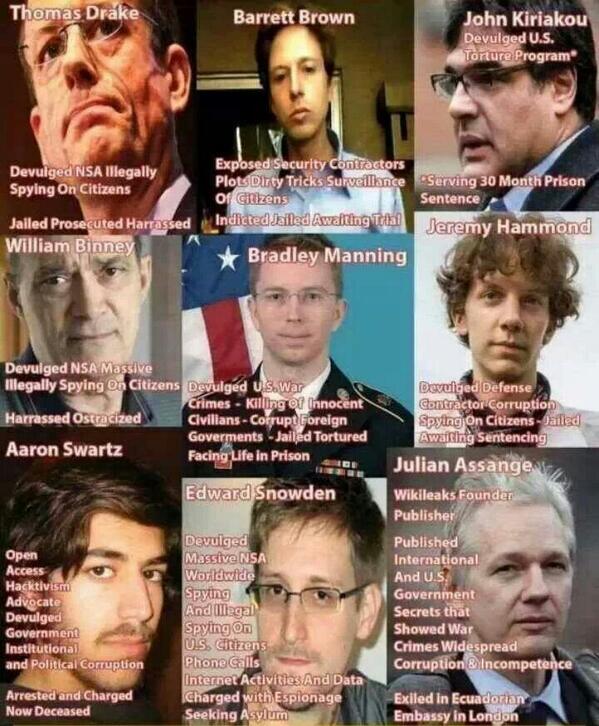 Thomas Drake
Devulged NSA Illegally
Spying On Citizens
Jailed Prosecuted Harrassed
Barrett Brown
Exposed Security Contractors
Plots Dirty Tricks Surveillance
Of Citizens
Indicted Jailed Awaiting Trial
John Kiriakou
Devulged U.S.
Torture Program*
*Serving 30 Month Prison
Sentence
William Binney
Devulged NSA Massive
Illegally Spying On Citizens
Harrassed Ostracized
Bradley Manning
Devulged U.S. War
Crimes - Killing Of Innocent
Civilians - Corrupt Foreign
Goverments - Jailed Tortured
Facing Life in Prison
Jeremy Hammond
Devulged Defense
Contractor Corruption
Spying On Citizens - Jailed
Awaiting Sentencing
Aaron Swartz
Open
Access
Hacktivism
Advocate
Devulged
Government
Institutional
and Political Corruption
Arrested and Charged
Now Deceased
Edward Snowden
Devulged
Massive NSA
Worldwide
Spying
And Illegal
Spying On
U.S. Citizens
Phone Calls
Internet Activities And Data
Charged with Espionage
Seeking Asylum
Julian Assange
Wikileaks Founder
Publisher
Published
International
And U.S.
Government
Secrets that
Showed War
Crimes Widespread
Corruption & Incompetence
Exiled in Ecuadorian
Embassy in London